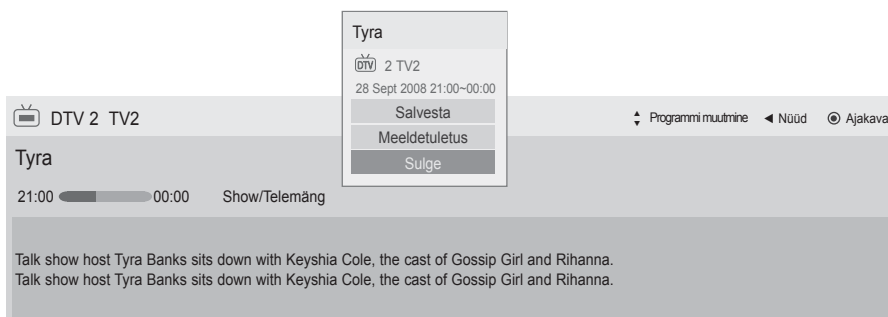 Tyra
DTV 2 TV2
28 Sept 2008 21:00~00:00
Salvesta
Meeldetuletus
Sulge
DTV 2 TV2
Programmi muutmine ◄ Nüüd ◉ Ajakava
Tyra
21:00 00:00 Show/Telemäng
Talk show host Tyra Banks sits down with Keyshia Cole, the cast of Gossip Girl and Rihanna.
Talk show host Tyra Banks sits down with Keyshia Cole, the cast of Gossip Girl and Rihanna.